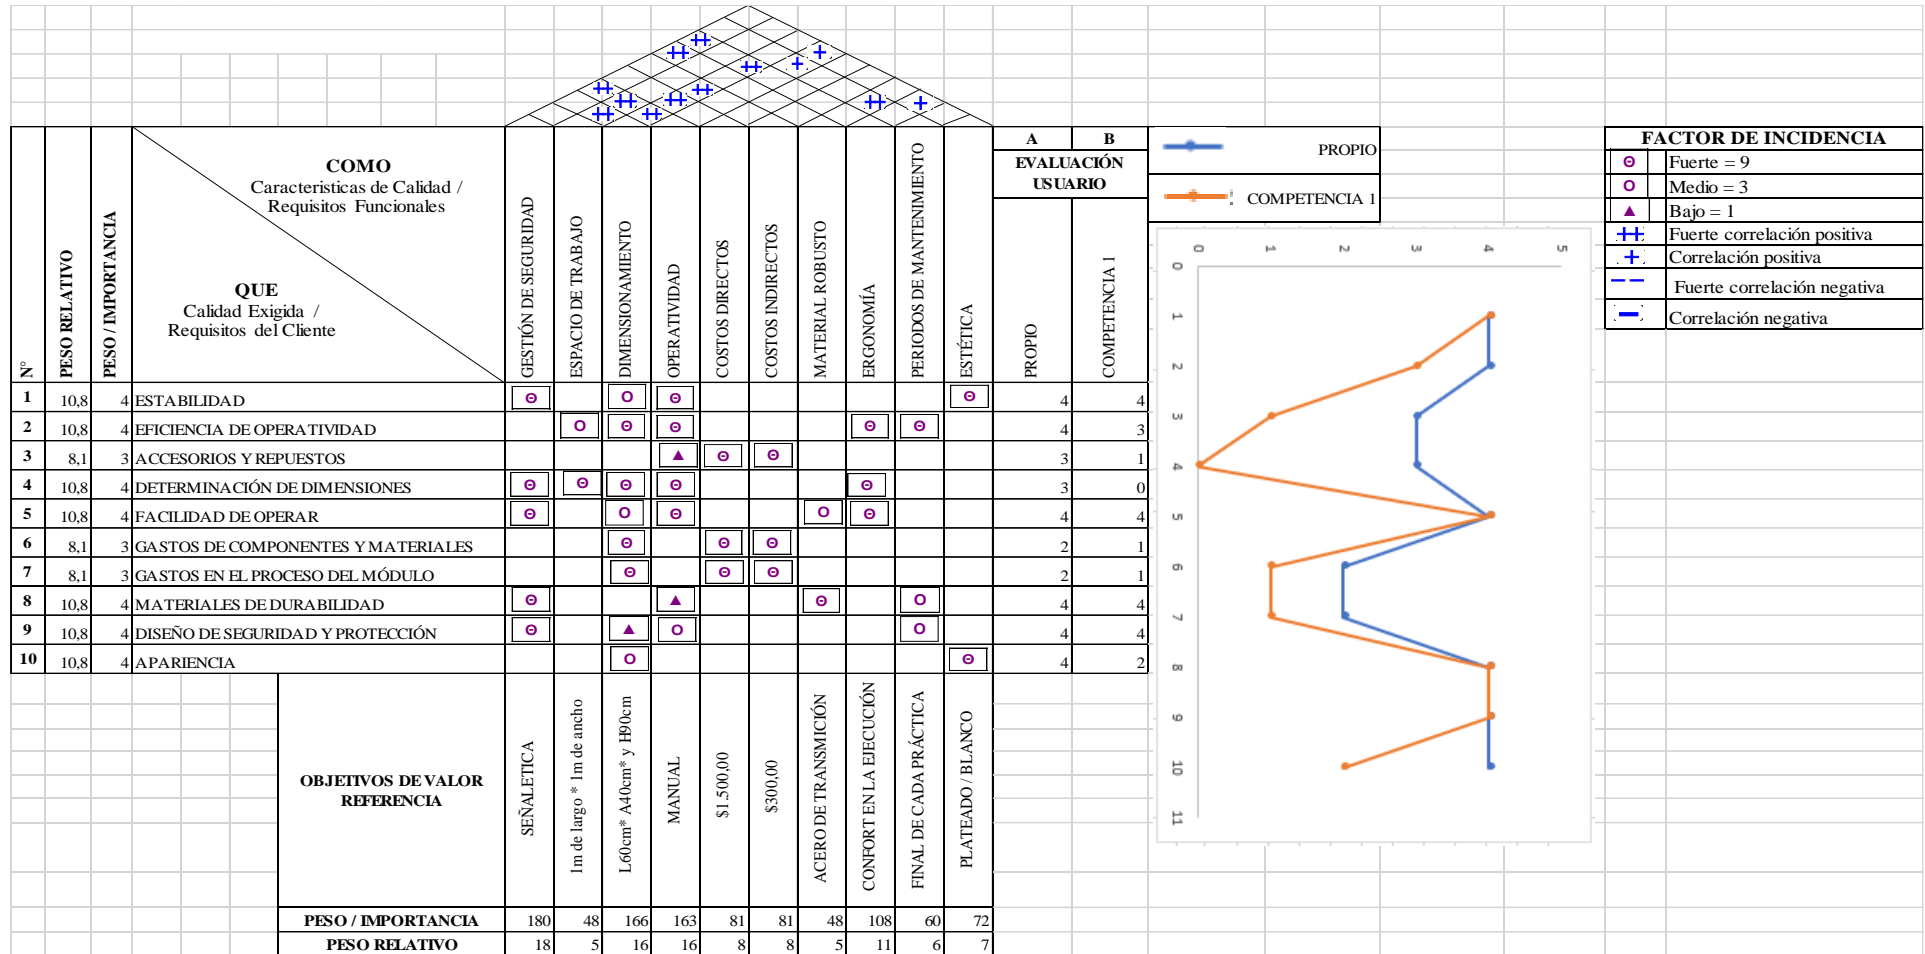 COMO
Caracteristicas de Calidad /
Requisitos Funcionales
QUE
Calidad Exigida /
Requisitos del Cliente
N°
PESO RELATIVO
PESO / IMPORTANCIA
GESTIÓN DE SEGURIDAD
ESPACIO DE TRABAJO
DIMENSIONAMIENTO
OPERATIVIDAD
COSTOS DIRECTOS
COSTOS INDIRECTOS
MATERIAL ROBUSTO
ERGONOMÍA
PERIODOS DE MANTENIMIENTO
ESTÉTICA
A B
EVALUACIÓN
USUARIO
PROPIO
COMPETENCIA 1
PROPIO
COMPETENCIA 1
FACTOR DE INCIDENCIA
Fuerte = 9
Medio = 3
Bajo = 1
++ Fuerte correlación positiva
+ Correlación positiva
Fuerte correlación negativa
Correlación negativa
1 10,8 4 ESTABILIDAD 4 4
2 10,8 4 EFICIENCIA DE OPERATIVIDAD 4 3
3 8,1 3 ACCESORIOS Y REPUESTOS 3 1
4 10,8 4 DETERMINACIÓN DE DIMENSIONES 3 0
5 10,8 4 FACILIDAD DE OPERAR 4 4
6 8,1 3 GASTOS DE COMPONENTES Y MATERIALES 2 1
7 8,1 3 GASTOS EN EL PROCESO DEL MÓDULO 2 1
8 10,8 4 MATERIALES DE DURABILIDAD 4 4
9 10,8 4 DISEÑO DE SEGURIDAD Y PROTECCIÓN 4 4
10 10,8 4 APARIENCIA 4 2
0 1 2 3 4 5
0
1
2
3
4
5
6
7
8
9
10
11
OBJETIVOS DE VALOR
REFERENCIA
SEÑALETICA
1m de largo * 1m de ancho
L60cm* A40cm* y H90cm
MANUAL
$1.500,00
$300,00
ACERO DE TRANSMICIÓN
CONFORT EN LA EJECUCIÓN
FINAL DE CADA PRÁCTICA
PLATEADO / BLANCO
PESO / IMPORTANCIA 180 48 166 163 81 81 48 108 60 72
PESO RELATIVO 18 5 16 16 8 8 5 11 6 7